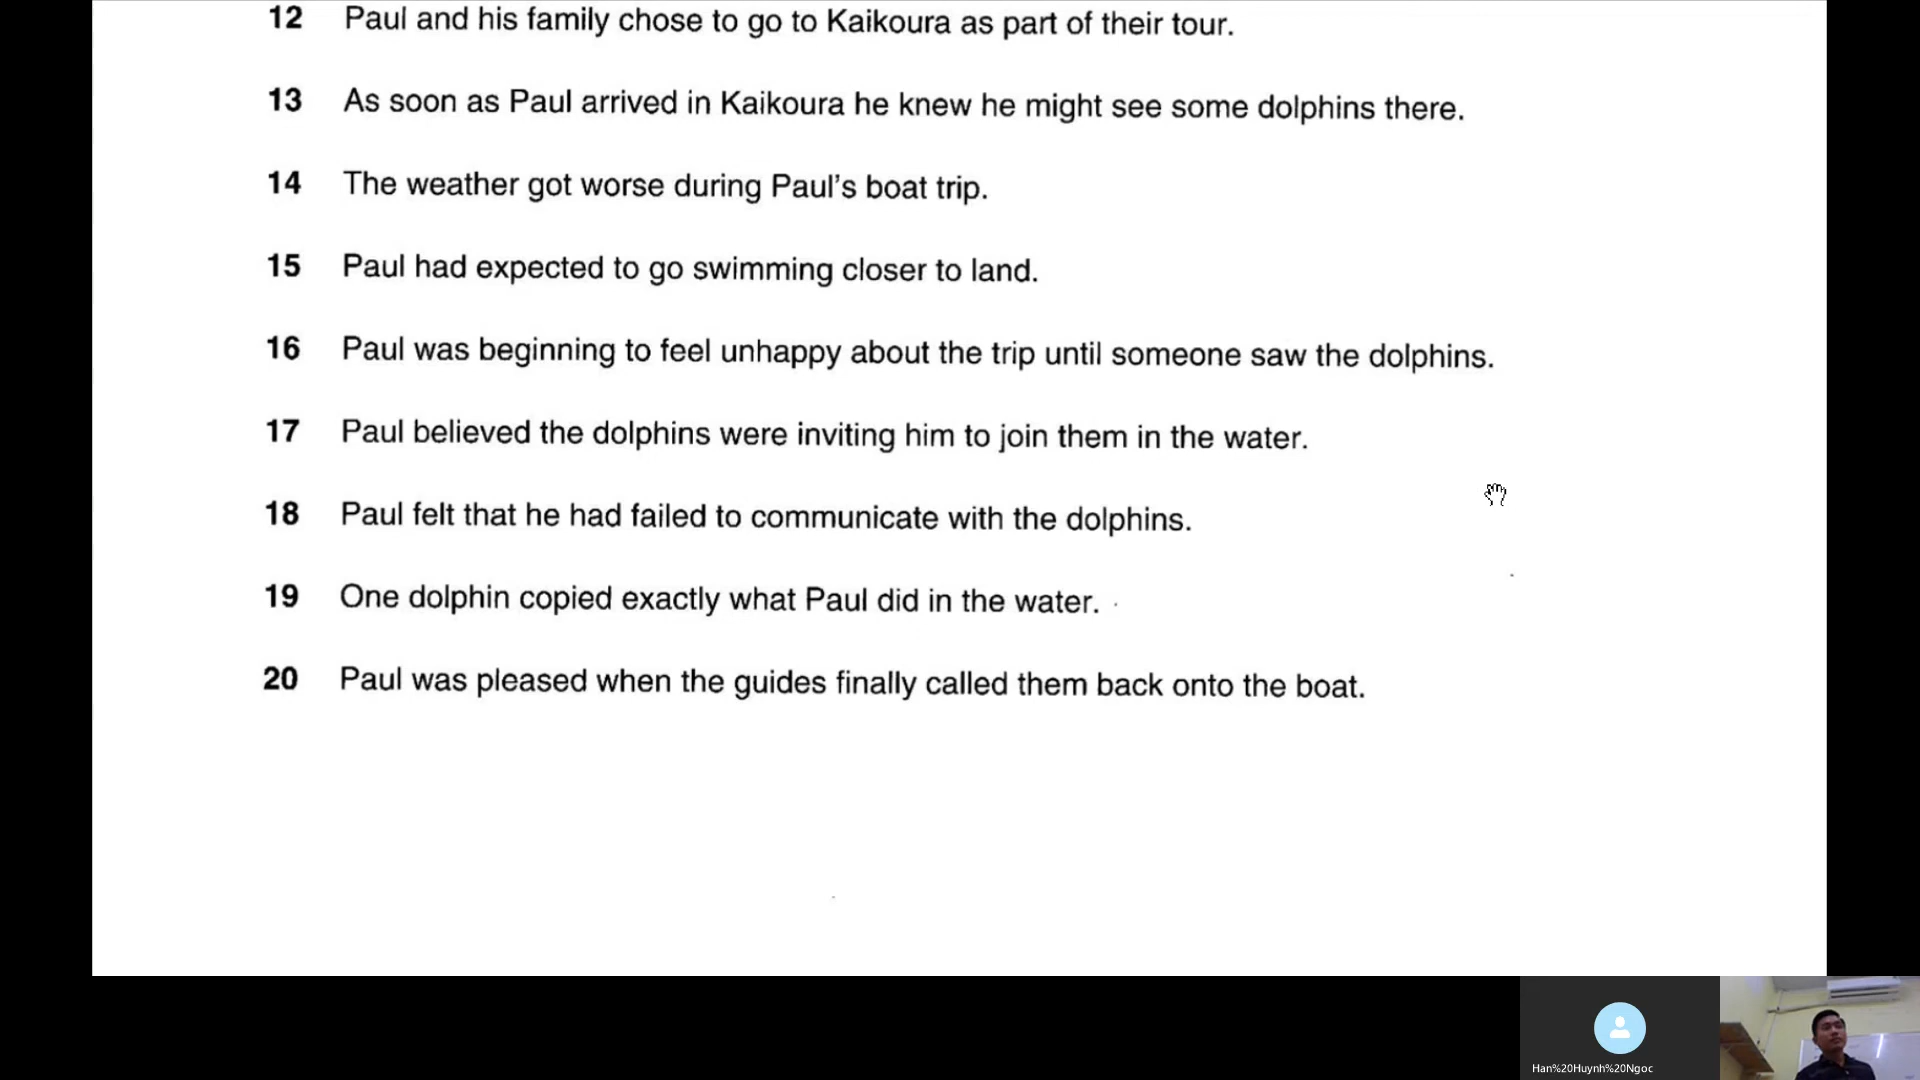 12 Paul and his family chose to go to Kaikoura as part of their tour.
13 As soon as Paul arrived in Kaikoura he knew he might see some dolphins there.
14 The weather got worse during Paul's boat trip.
15 Paul had expected to go swimming closer to land.
16 Paul was beginning to feel unhappy about the trip until someone saw the dolphins.
17 Paul believed the dolphins were inviting him to join them in the water.
18 Paul felt that he had failed to communicate with the dolphins.
19 One dolphin copied exactly what Paul did in the water.
20 Paul was pleased when the guides finally called them back onto the boat.
Han%20Huynh%20Ngoc